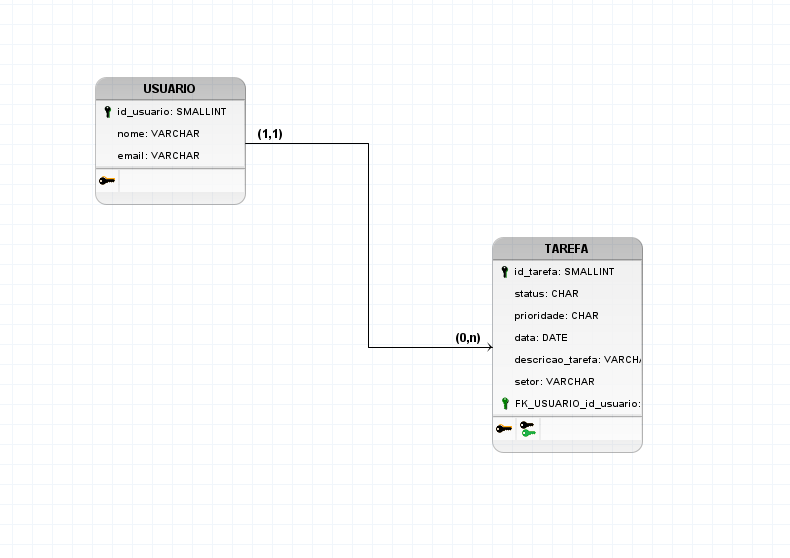 USUARIO
id_usuario: SMALLINT
nome: VARCHAR
email: VARCHAR
(1,1)
TAREFA
id_tarefa: SMALLINT
status: CHAR
prioridade: CHAR
data: DATE
(0,n)
descricao_tarefa: VARCHA
setor: VARCHAR
FK_USUARIO_id_usuario: